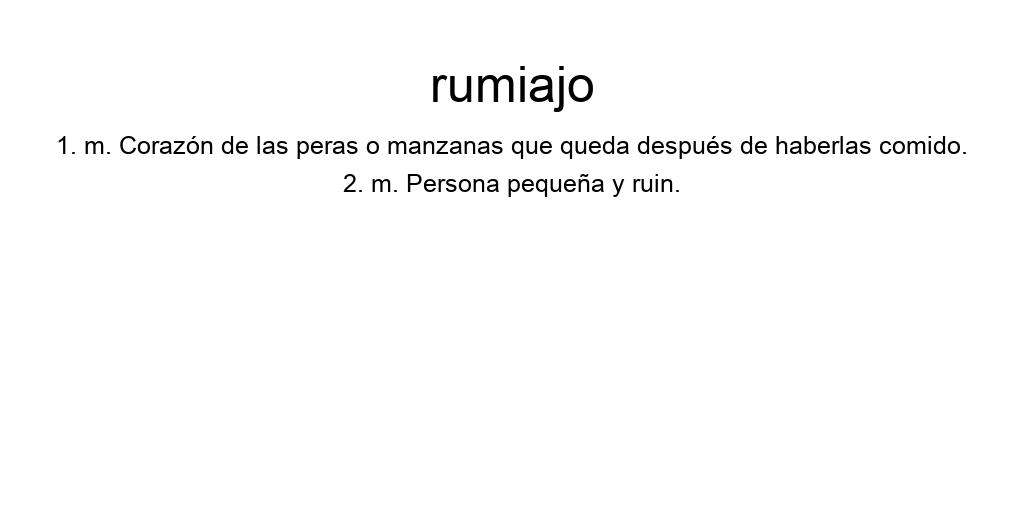 rumiajo
1. m. Corazón de las peras o manzanas que queda después de haberlas comido.
2. m. Persona pequeña y ruin.